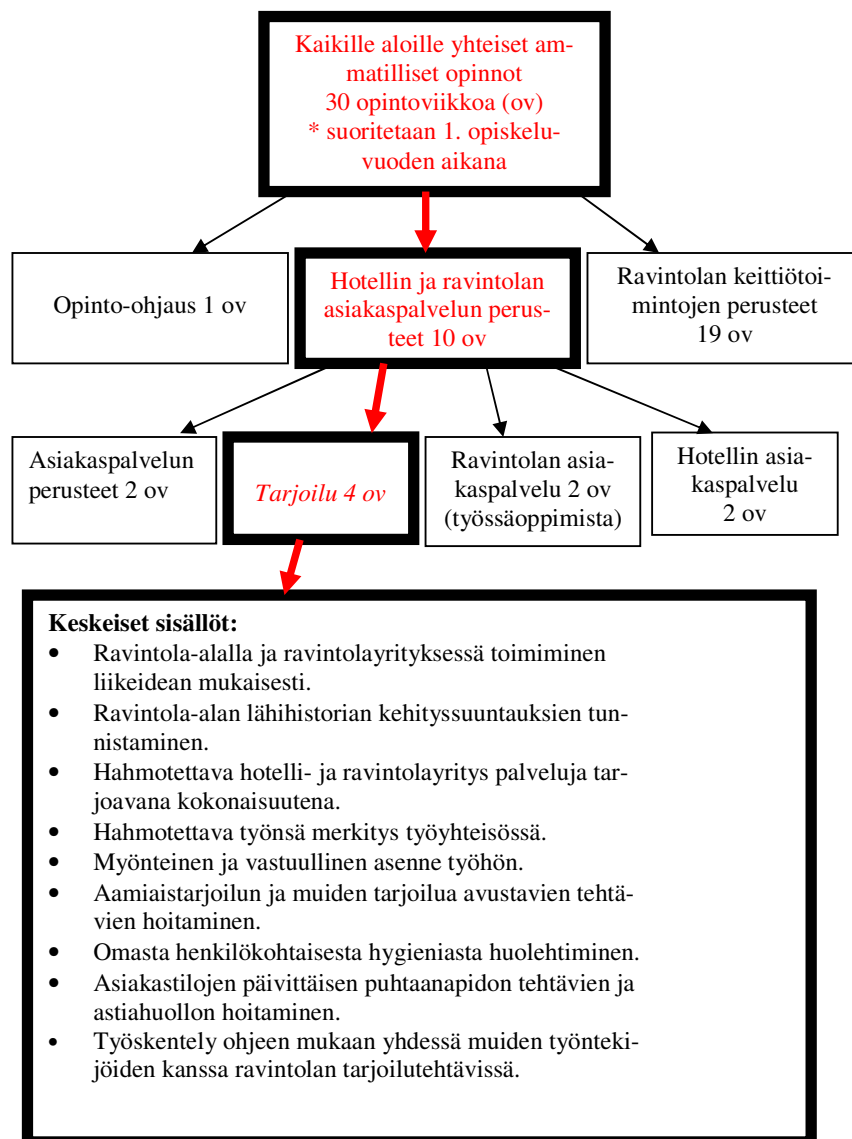 Kaikille aloille yhteiset am-
matilliset opinnot
30 opintoviikkoa (ov)
* suoritetaan 1. opiskelu-
vuoden aikana
Opinto-ohjaus 1 ov
Hotellin ja ravintolan
asiakaspalvelun perus-
teet 10 ov
Ravintolan keittiötoi-
mintojen perusteet
19 ov
Asiakaspalvelun
perusteet 2 ov
Tarjoilu 4 ov
Ravintolan asia-
kaspalvelu 2 ov
(työssäoppimista)
Hotellin asia-
kaspalvelu
2 ov
Keskeiset sisällöt:
• Ravintola-alalla ja ravintolayrityksessä toimiminen
liikeidean mukaisesti.
• Ravintola-alan lähihistorian kehityssuuntauksien tun-
nistaminen.
• Hahmotettava hotelli- ja ravintolayritys palveluja tar-
joavana kokonaisuutena.
• Hahmotettava työnsä merkitys työyhteisössä.
• Myönteinen ja vastuullinen asenne työhön.
• Aamiaistarjoilun ja muiden tarjoilua avustavien tehtä-
vien hoitaminen.
• Omasta henkilökohtaisesta hygieniasta huolehtiminen.
• Asiakastilojen päivittäisen puhtaanapidon tehtävien ja
astiahuollon hoitaminen.
• Työskentely ohjeen mukaan yhdessä muiden työnteki-
jöiden kanssa ravintolan tarjoilutehtävissä.